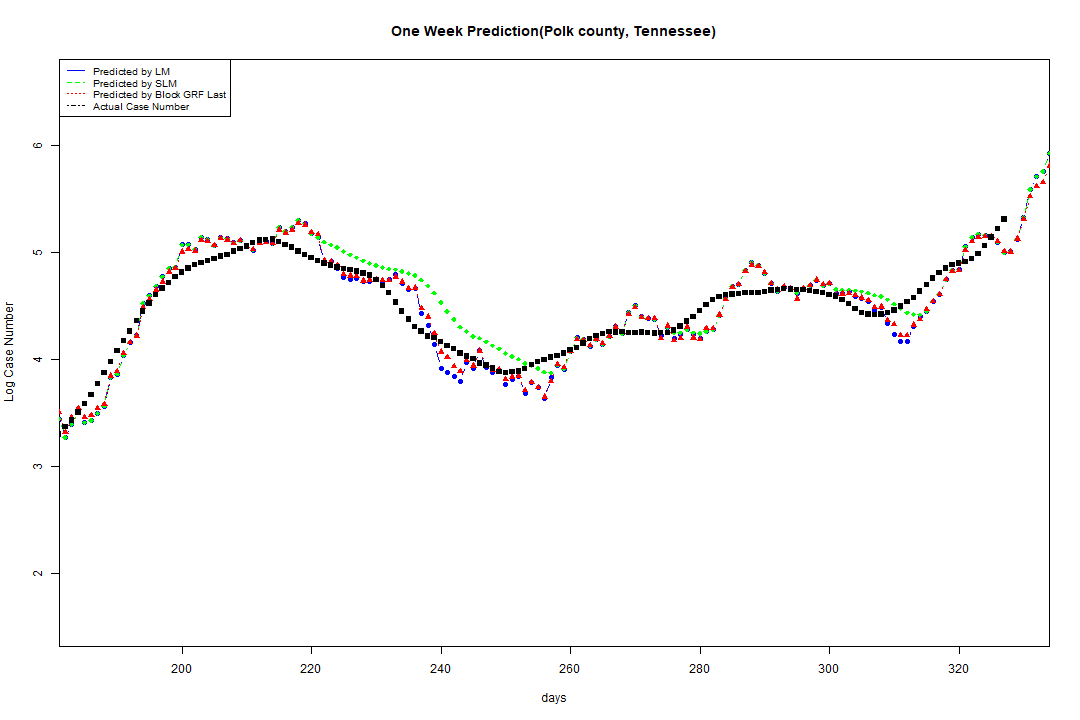 One Week Prediction(Polk county, Tennessee)
Predicted by LM
Predicted by SLM
Predicted by Block GRF Last
Actual Case Number
Log Case Number
6
5
4
3
2
200 220 240 260 280 300 320
days